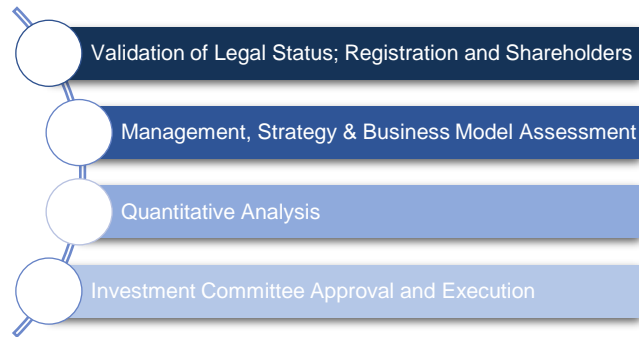 Validation of Legal Status; Registration and Shareholders
Management, Strategy & Business Model Assessment
Quantitative Analysis
Investment Committee Approval and Execution